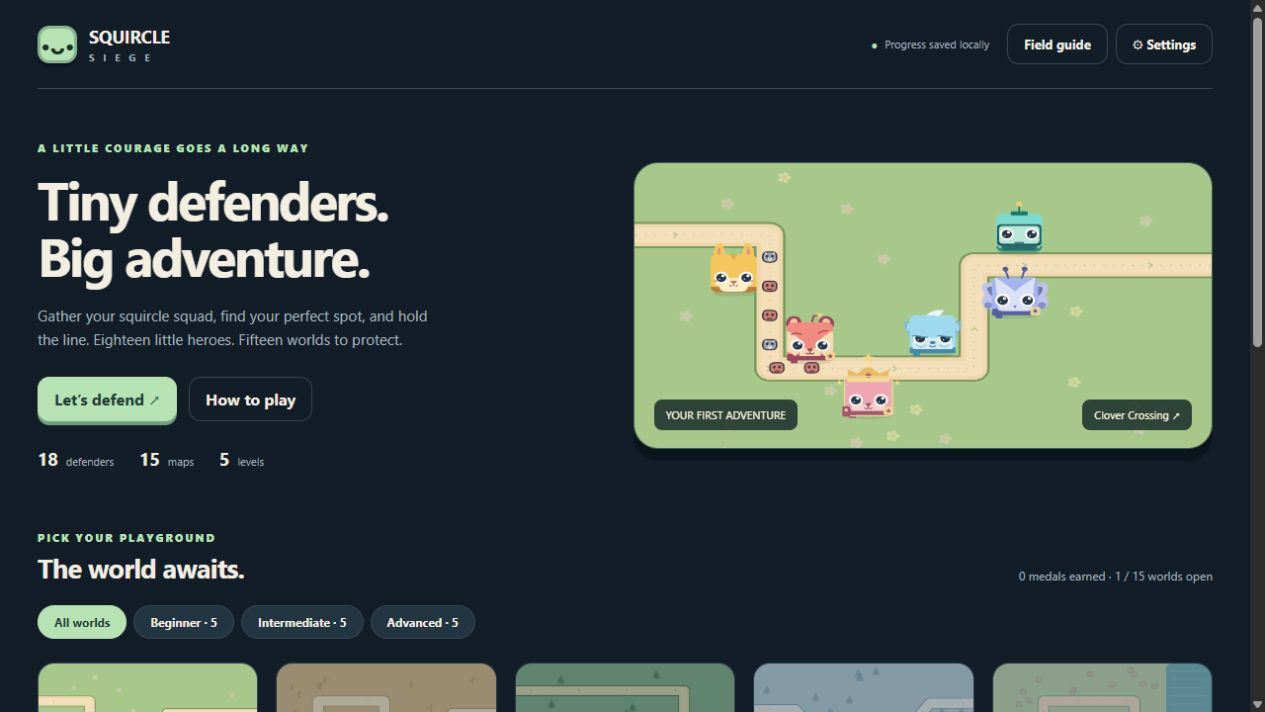 SQUIRCLE
SIEGE
Progress saved locally
Field guide
⚙ Settings
A LITTLE COURAGE GOES A LONG WAY
Tiny defenders.
Big adventure.
Gather your squircle squad, find your perfect spot, and hold
the line. Eighteen little heroes. Fifteen worlds to protect.
Let's defend ↗
How to play
18 defenders
15 maps
5 levels
YOUR FIRST ADVENTURE
Clover Crossing ↗
PICK YOUR PLAYGROUND
The world awaits.
0 medals earned · 1 / 15 worlds open
All worlds
Beginner · 5
Intermediate · 5
Advanced · 5